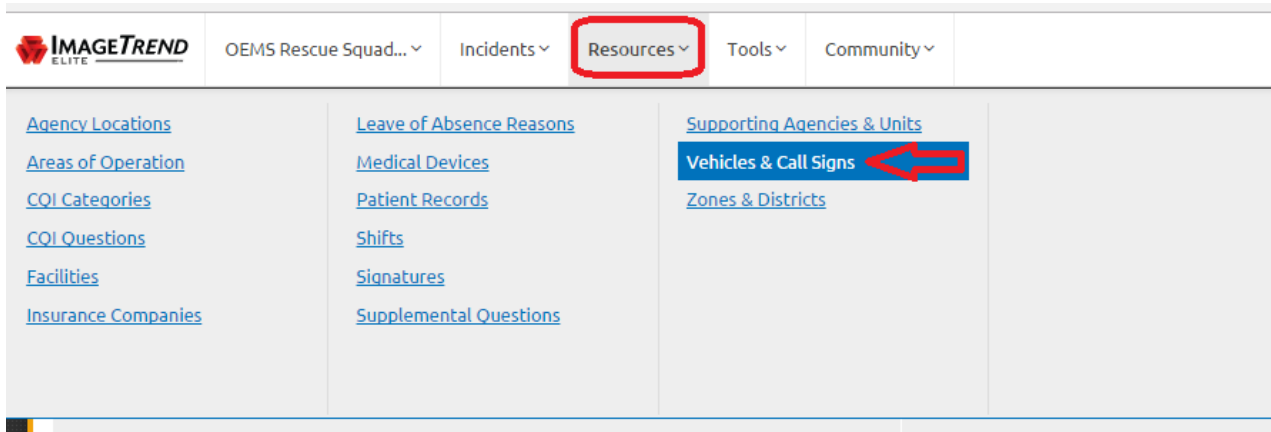 IMAGETREND
ELITE
OEMS Rescue Squad...
Incidents
Resources
Tools
Community
Agency Locations
Areas of Operation
CQI Categories
CQI Questions
Facilities
Insurance Companies
Leave of Absence Reasons
Medical Devices
Patient Records
Shifts
Signatures
Supplemental Questions
Supporting Agencies & Units
Vehicles & Call Signs
Zones & Districts